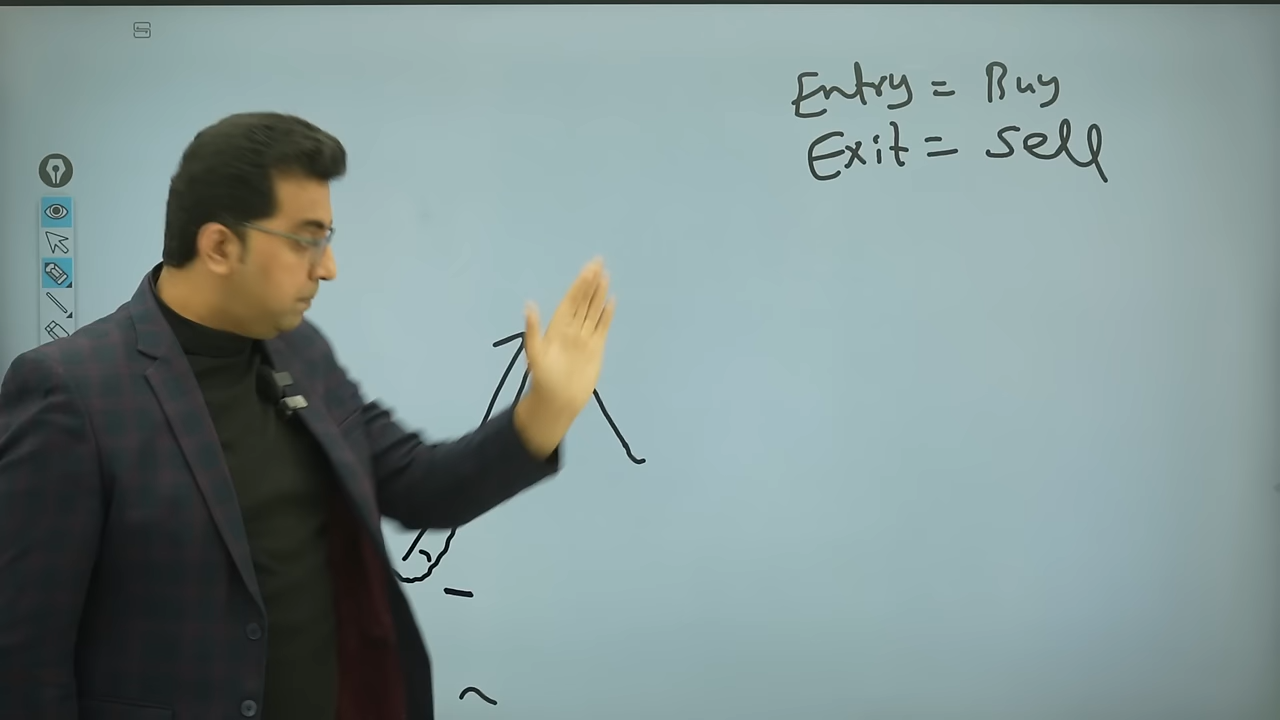 Entry = Buy
Exit = Sell